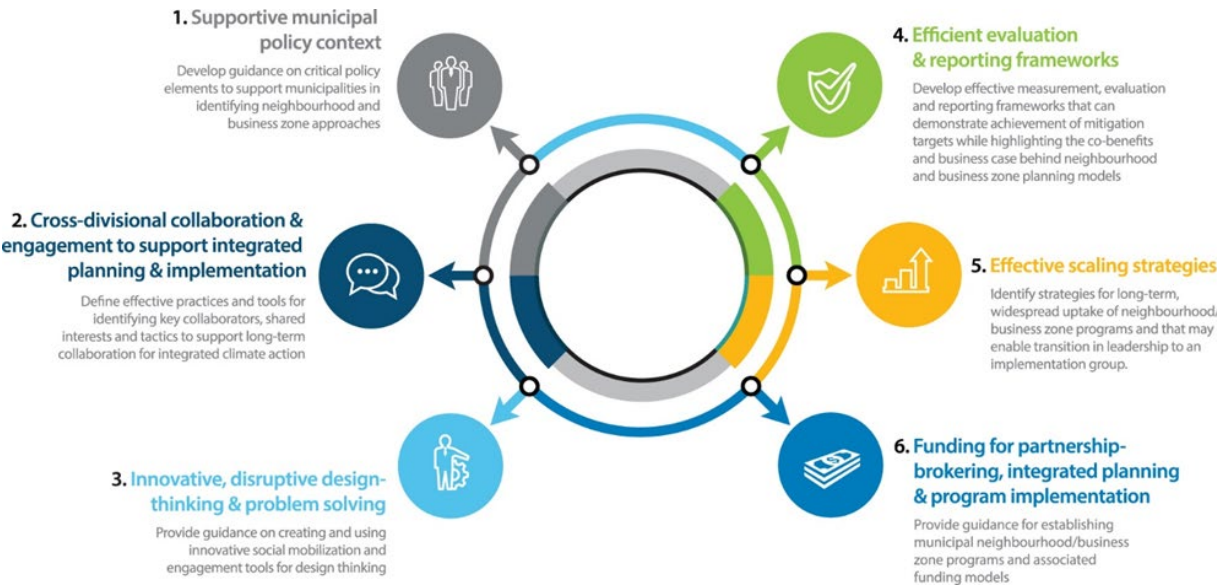 1. Supportive municipal
policy context
Develop guidance on critical policy
elements to support municipalities in
identifying neighbourhood and
business zone approaches
2. Cross-divisional collaboration &
engagement to support integrated
planning & implementation
Define effective practices and tools for
identifying key collaborators, shared
interests and tactics to support long-term
collaboration for integrated climate action
3. Innovative, disruptive design-
thinking & problem solving
Provide guidance on creating and using
innovative social mobilization and
engagement tools for design thinking
4. Efficient evaluation
& reporting frameworks
Develop effective measurement, evaluation
and reporting frameworks that can
demonstrate achievement of mitigation
targets while highlighting the co-benefits
and business case behind neighbourhood
and business zone planning models
5. Effective scaling strategies
Identify strategies for long-term,
widespread uptake of neighbourhood/
business zone programs and that may
enable transition in leadership to an
implementation group.
6. Funding for partnership-
brokering, integrated planning
& program implementation
Provide guidance for establishing
municipal neighbourhood/business
zone programs and associated
funding models